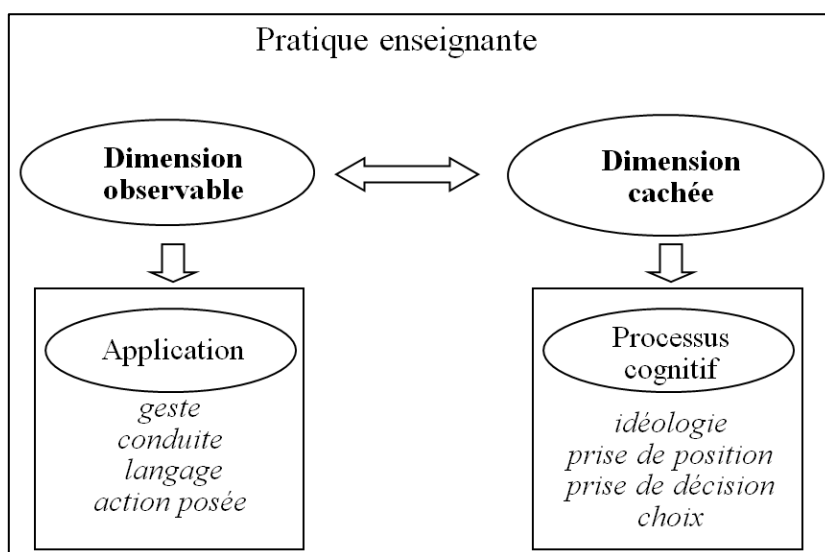 Pratique enseignante
Dimension
observable
Dimension
cachée
Application
geste
conduite
langage
action posée
Processus
cognitif
idéologie
prise de position
prise de décision
choix